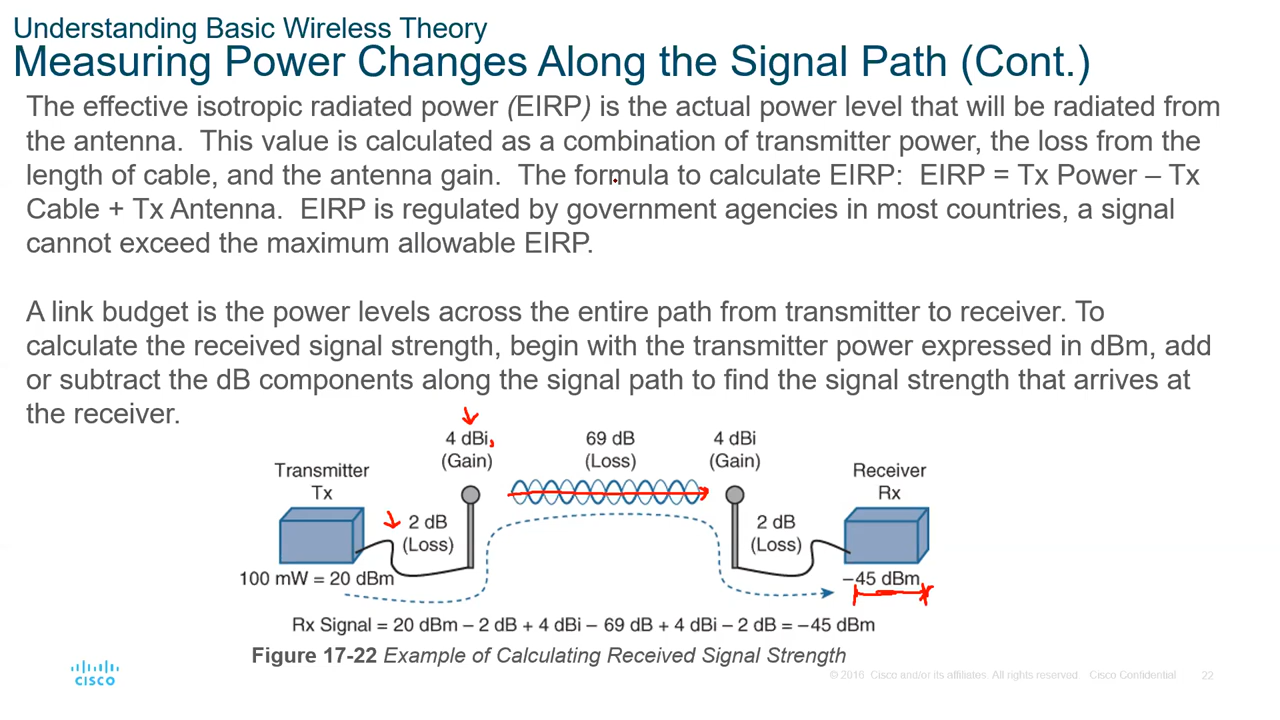 Understanding Basic Wireless Theory
Measuring Power Changes Along the Signal Path (Cont.)
The effective isotropic radiated power (EIRP) is the actual power level that will be radiated from
the antenna. This value is calculated as a combination of transmitter power, the loss from the
length of cable, and the antenna gain. The formula to calculate EIRP: EIRP = Tx Power – Tx
Cable + Tx Antenna. EIRP is regulated by government agencies in most countries, a signal
cannot exceed the maximum allowable EIRP.
A link budget is the power levels across the entire path from transmitter to receiver. To
calculate the received signal strength, begin with the transmitter power expressed in dBm, add
or subtract the dB components along the signal path to find the signal strength that arrives at
the receiver.
4 dBi
(Gain)
69 dB
(Loss)
4 dBi
(Gain)
Transmitter
Tx
Receiver
Rx
2 dB
(Loss)
2 dB
(Loss)
100 mW = 20 dBm
–45 dBm
Rx Signal = 20 dBm – 2 dB + 4 dBi – 69 dB + 4 dBi – 2 dB = –45 dBm
Figure 17-22 Example of Calculating Received Signal Strength
CISCO
© 2016 Cisco and/or its affiliates. All rights reserved. Cisco Confidential
22